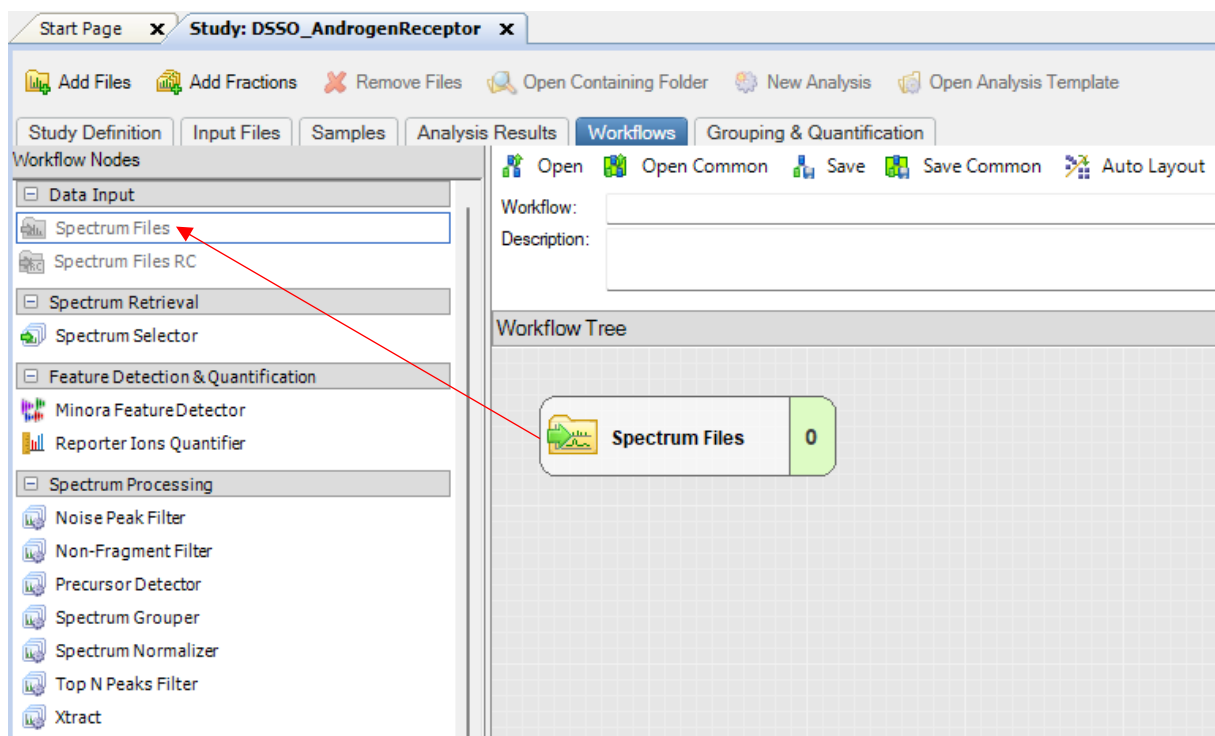 Start Page x Study: DSSO_AndrogenReceptor x
Add Files Add Fractions Remove Files Open Containing Folder New Analysis Open Analysis Template
Study Definition Input Files Samples Analysis Results Workflows Grouping & Quantification
Workflow Nodes
Data Input
Spectrum Files
Spectrum Files RC
Spectrum Retrieval
Spectrum Selector
Feature Detection & Quantification
Minora Feature Detector
Reporter Ions Quantifier
Spectrum Processing
Noise Peak Filter
Non-Fragment Filter
Precursor Detector
Spectrum Grouper
Spectrum Normalizer
Top N Peaks Filter
Xtract
Open Open Common Save Save Common Auto Layout
Workflow:
Description:
Workflow Tree
Spectrum Files 0